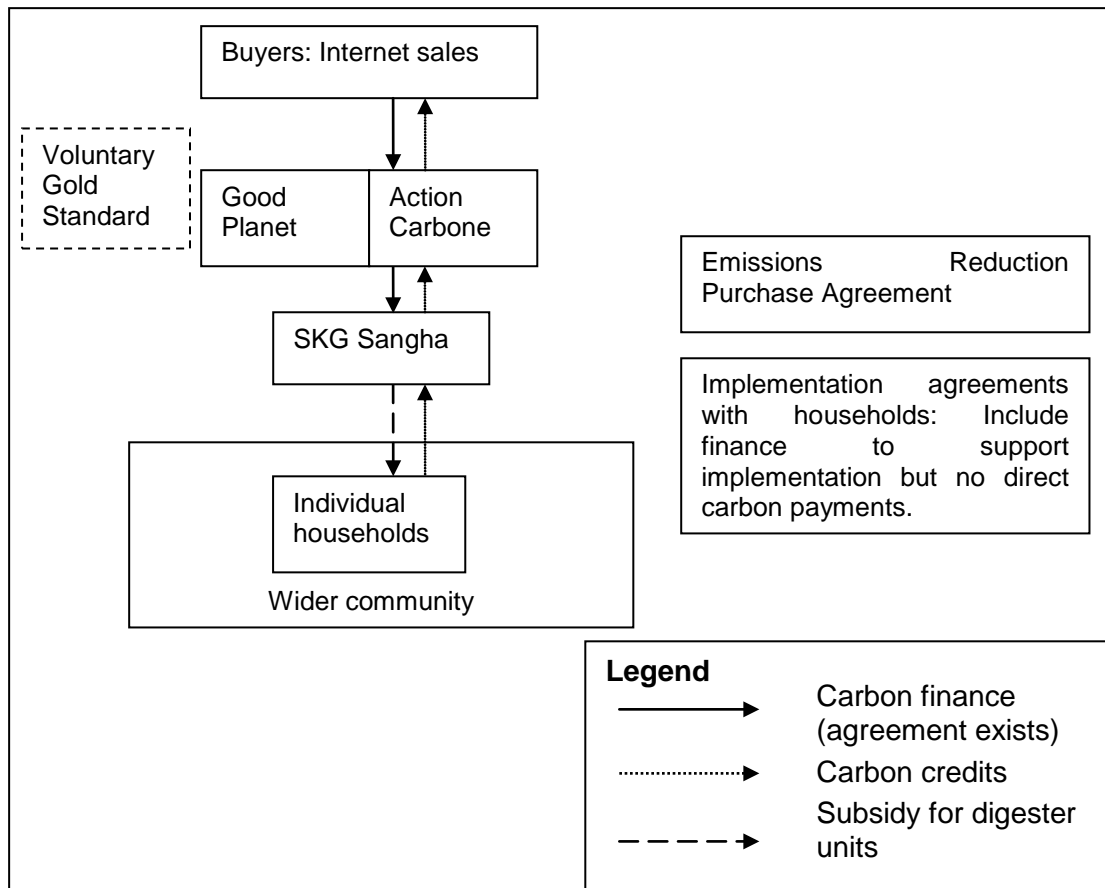 Buyers: Internet sales
Voluntary
Gold
Standard
Good
Planet
Action
Carbone
Emissions Reduction
Purchase Agreement
SKG Sangha
Implementation agreements
with households: Include
finance to support
implementation but no direct
carbon payments.
Individual
households
Wider community
Legend
Carbon finance
(agreement exists)
Carbon credits
Subsidy for digester
units